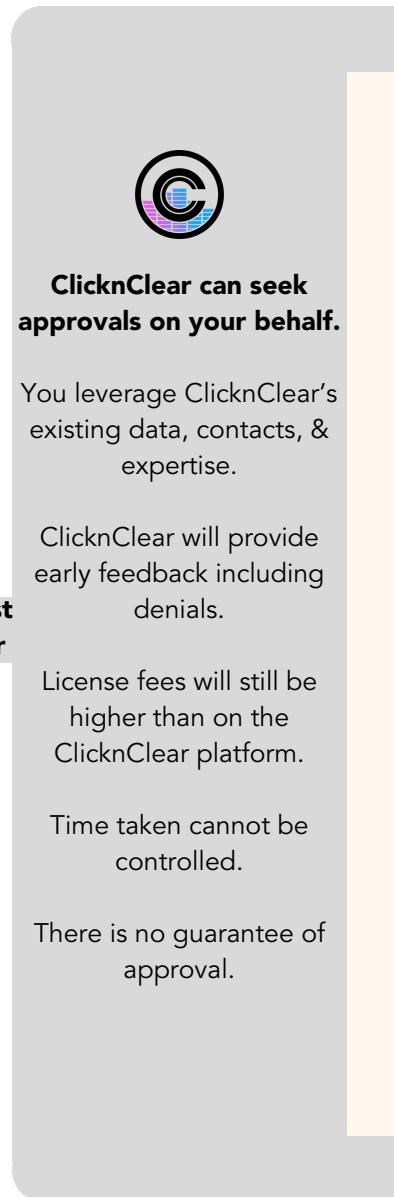 ClicknClear can seek
approvals on your behalf.
You leverage ClicknClear’s
existing data, contacts, &
expertise.
ClicknClear will provide
early feedback including
denials.
License fees will still be
higher than on the
ClicknClear platform.
Time taken cannot be
controlled.
There is no guarantee of
approval.